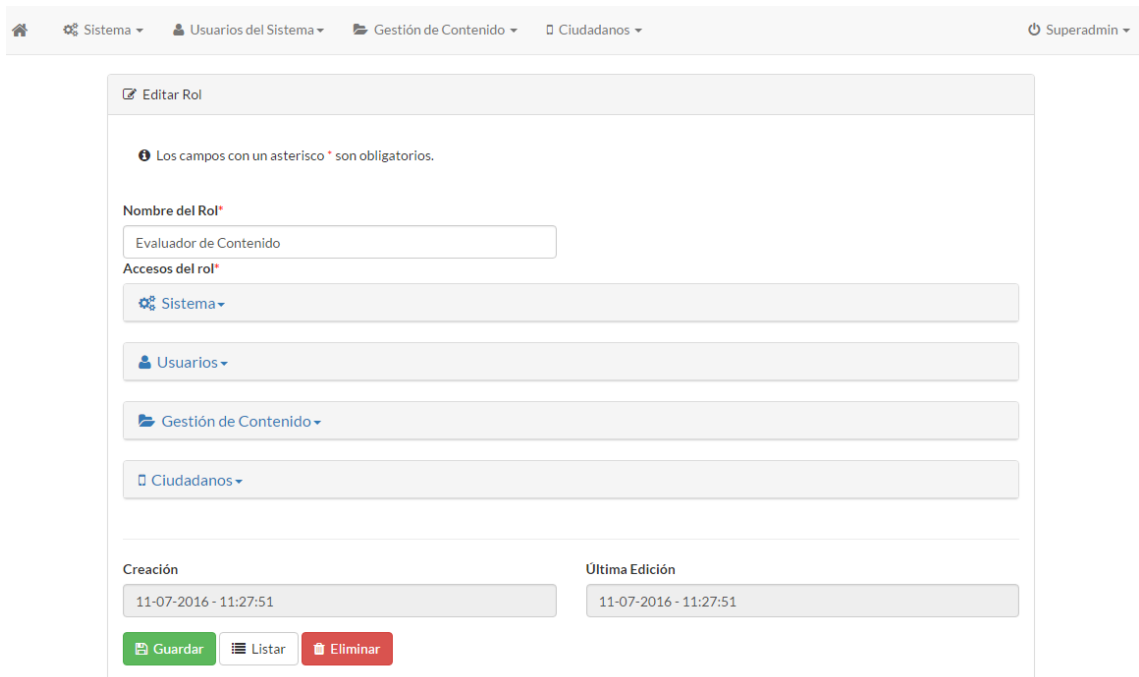 Sistema Usuarios del Sistema Gestión de Contenido Ciudadanos Superadmin
Editar Rol
Los campos con un asterisco * son obligatorios.
Nombre del Rol*
Evaluador de Contenido
Accesos del rol*
Sistema
Usuarios
Gestión de Contenido
Ciudadanos
Creación Última Edición
11-07-2016 - 11:27:51 11-07-2016 - 11:27:51
Guardar Listar Eliminar